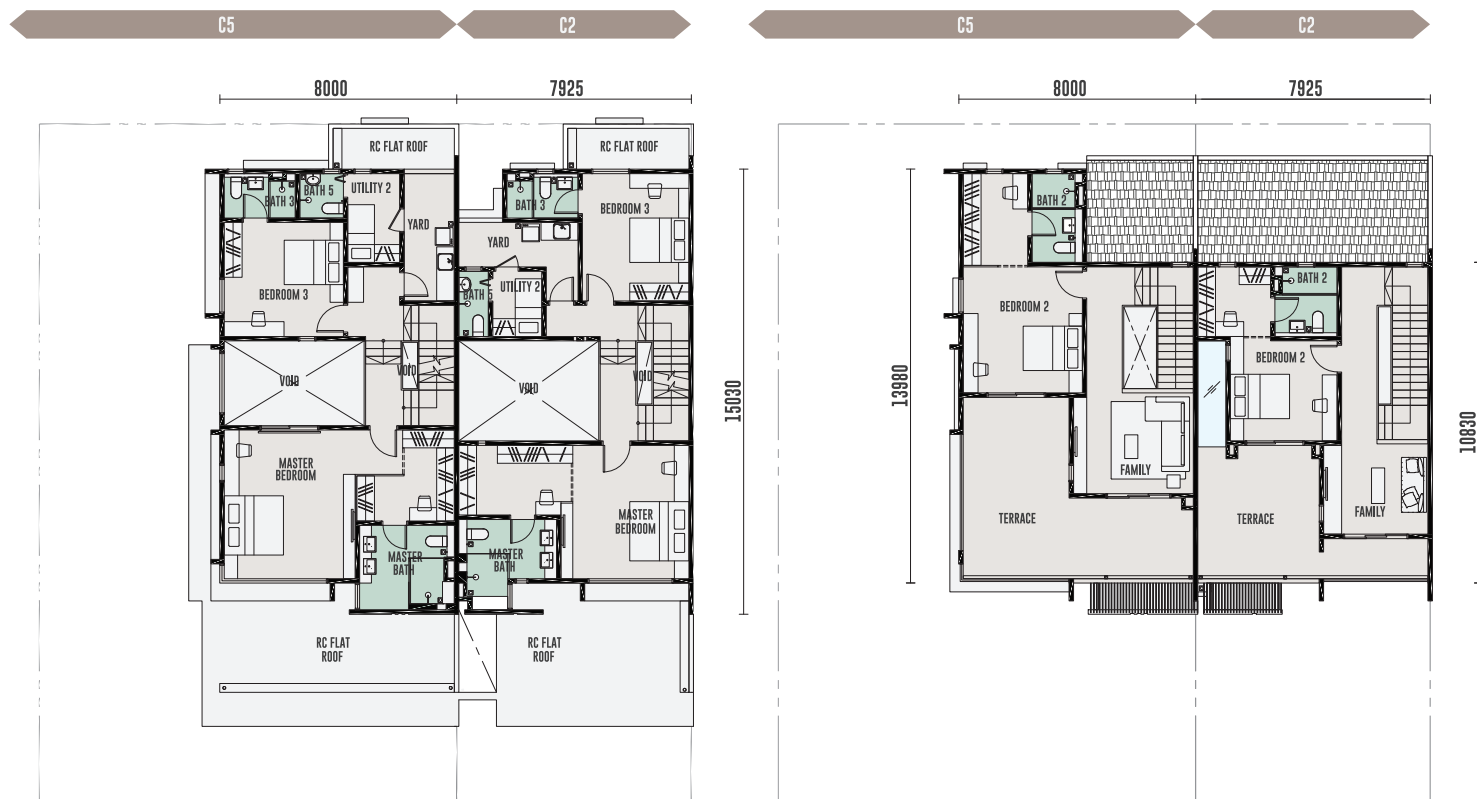 C5
C2
8000
7925
RC FLAT ROOF
RC FLAT ROOF
BATH 3
BATH 5
UTILITY 2
YARD
BATH 3
BEDROOM 3
YARD
BATH 5
UTILITY 2
BEDROOM 3
VOID
VOID
VOID
VOID
15030
MASTER
BEDROOM
MASTER
BATH
MASTER
BATH
MASTER
BEDROOM
RC FLAT
ROOF
RC FLAT
ROOF
C5
C2
8000
7925
BATH 2
BEDROOM 2
BATH 2
BEDROOM 2
13980
10830
FAMILY
TERRACE
TERRACE
FAMILY